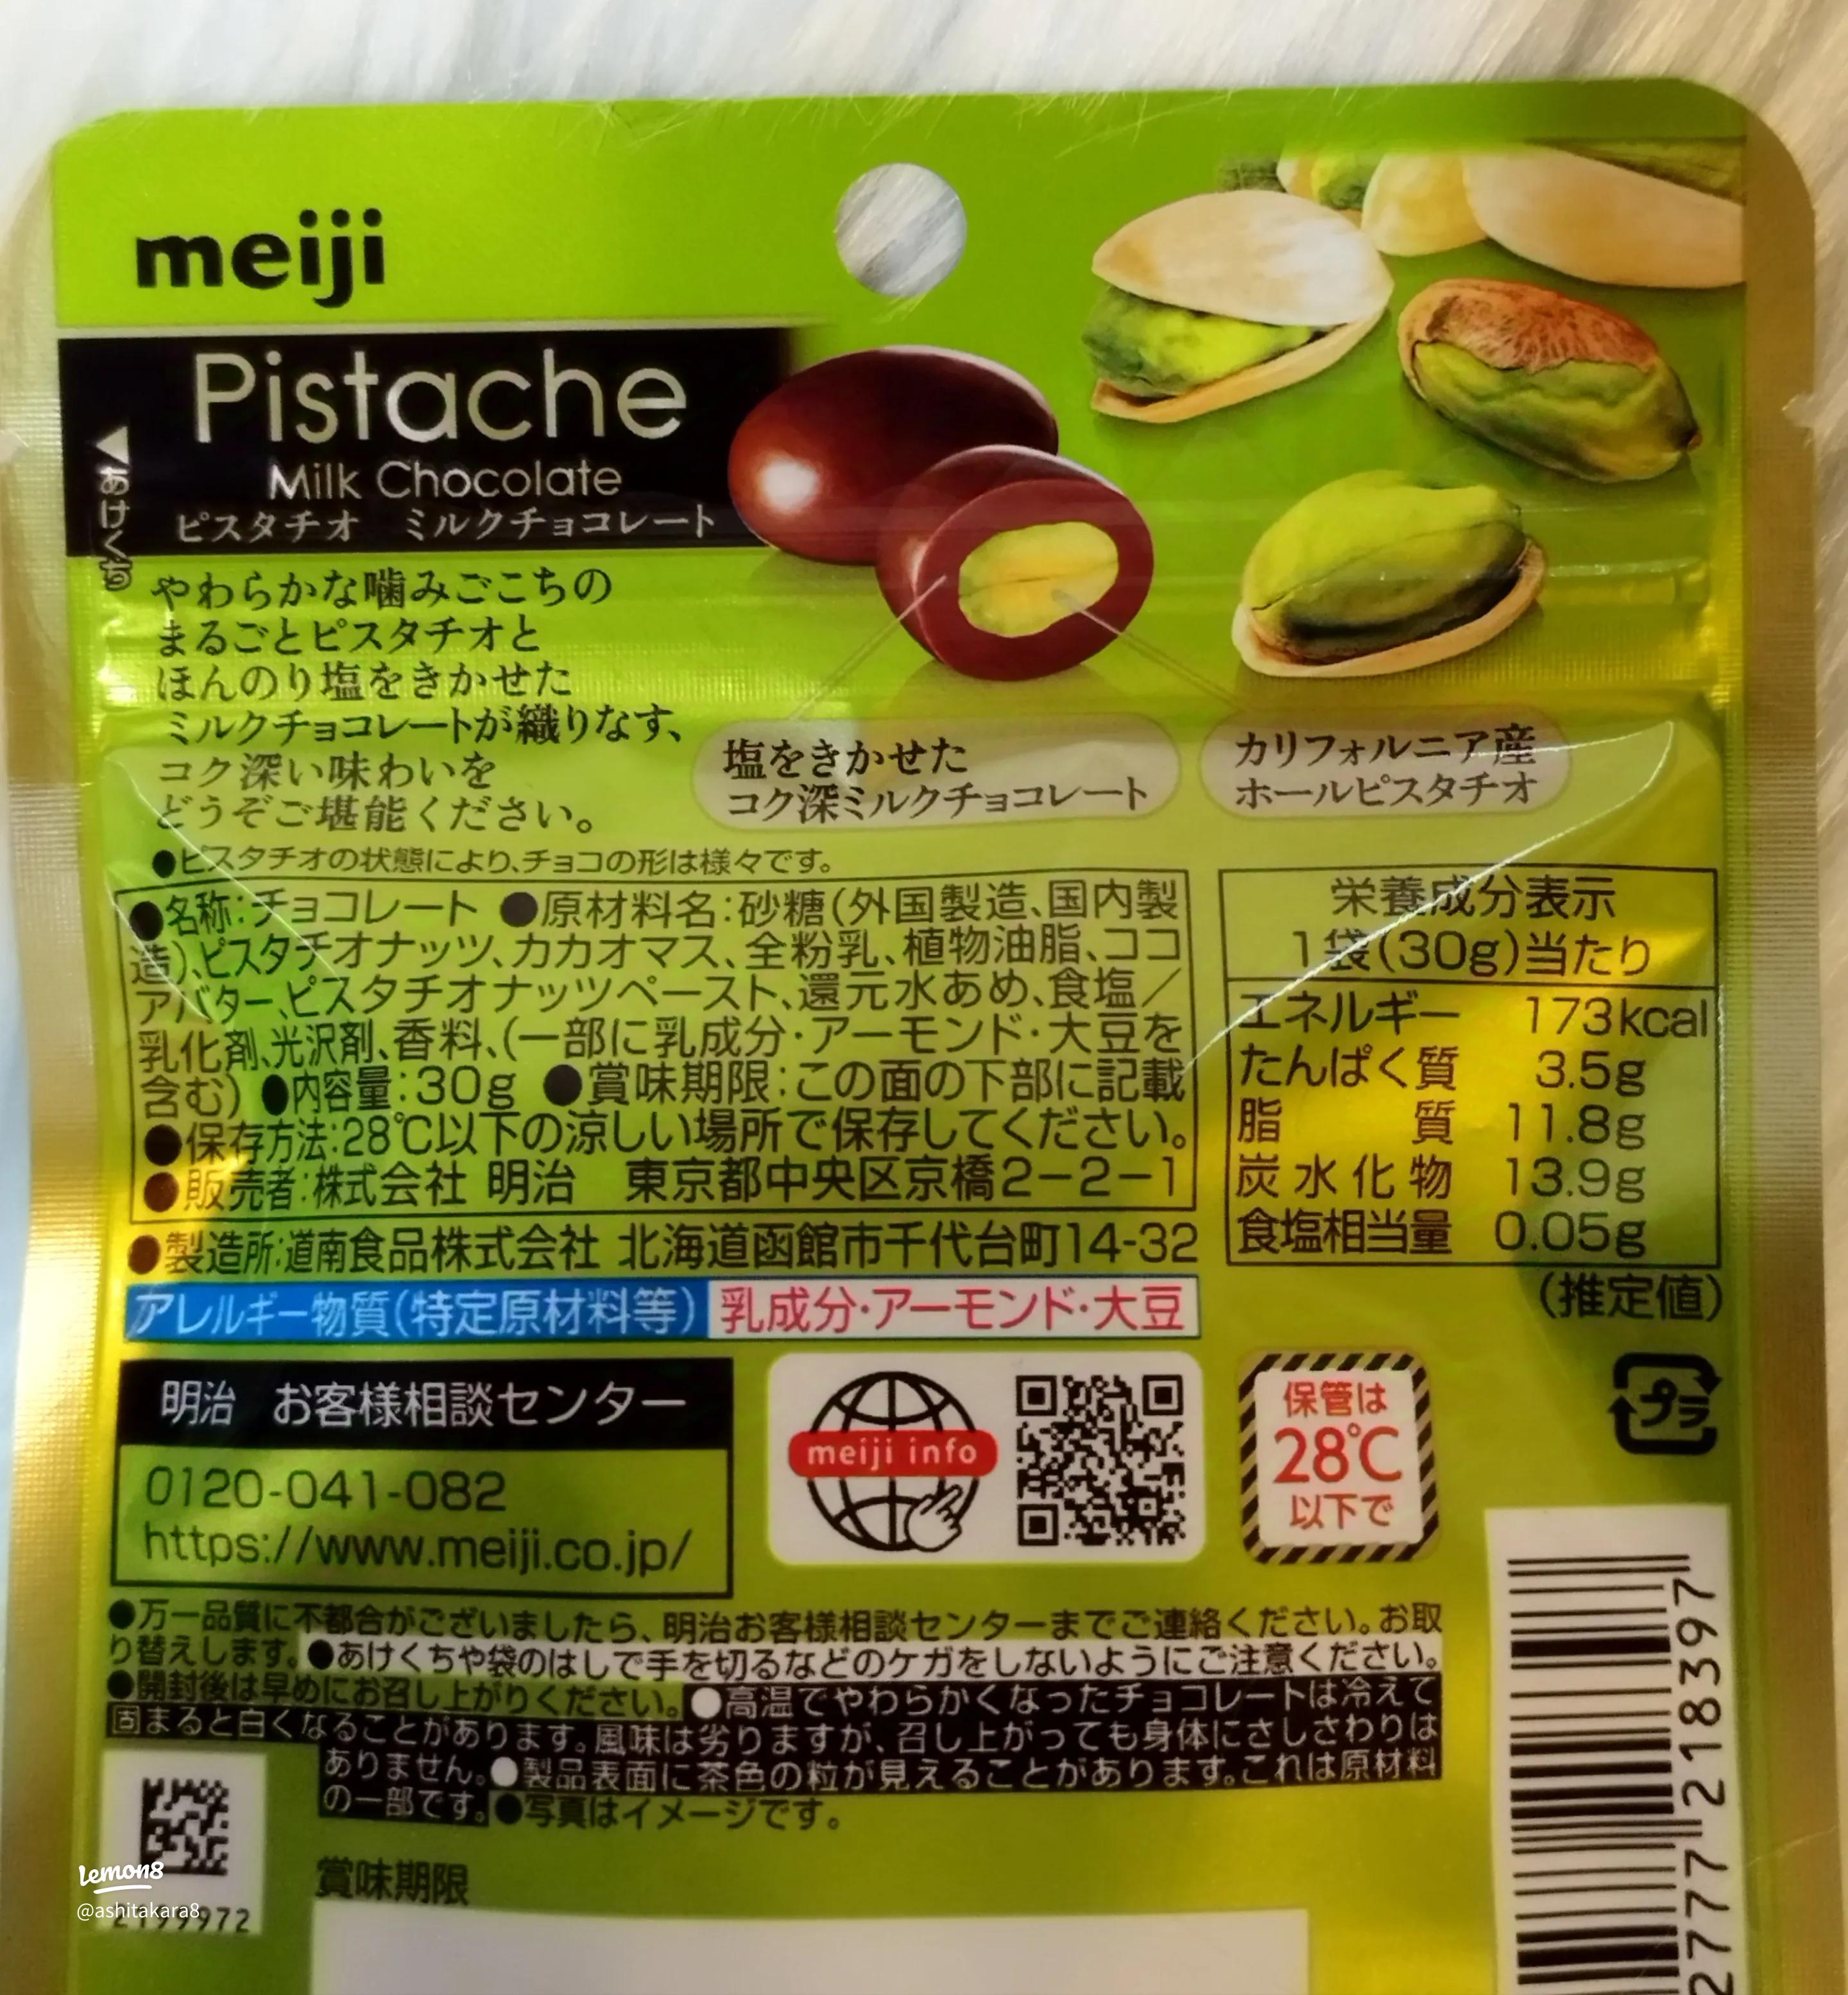 meiji
Pistache
Milk Chocolate
ピスタチオ ミルクチョコレート
あけくち
やわらかな噛みごこちの
まるごとピスタチオと
ほんのり塩をきかせた
ミルクチョコレートが織りなす、
コク深い味わいを
どうぞご堪能ください。
塩をきかせた
コク深ミルクチョコレート
カリフォルニア産
ホールピスタチオ
●ピスタチオの状態により、チョコの形は様々です。
●名称:チョコレート ●原材料名:砂糖(外国製造、国内製
造)、ピスタチオナッツ、カカオマス、全粉乳、植物油脂、ココ
アバター、ピスタチオナッツペースト、還元水あめ、食塩/
乳化剤、光沢剤、香料、(一部に乳成分・アーモンド・大豆を
含む) ●内容量:30g ●賞味期限:この面の下部に記載
●保存方法:28℃以下の涼しい場所で保存してください。
●販売者:株式会社 明治 東京都中央区京橋2-2-1
●製造所:道南食品株式会社 北海道函館市千代台町14-32
栄養成分表示
1袋(30g)当たり
エネルギー 173kcal
たんぱく質 3.5g
脂質 11.8g
炭水化物 13.9g
食塩相当量 0.05g
(推定値)
アレルギー物質(特定原材料等) 乳成分・アーモンド・大豆
明治 お客様相談センター
0120-041-082
https://www.meiji.co.jp/
meiji info
保管は
28℃
以下で
プラ
●万一品質に不都合がございましたら、明治お客様相談センターまでご連絡ください。お取
り替えします。●あけくちや袋のはしで手を切るなどのケガをしないようにご注意ください。
●開封後は早めにお召し上がりください。●高温でやわらかくなったチョコレートは冷えて
固まると白くなることがあります。風味は劣りますが、召し上がっても身体にさしさわりは
ありません。●製品表面に茶色の粒が見えることがあります。これは原材料
の一部です。●写真はイメージです。
賞味期限
2777218397
Lemon8
@ashitakara8